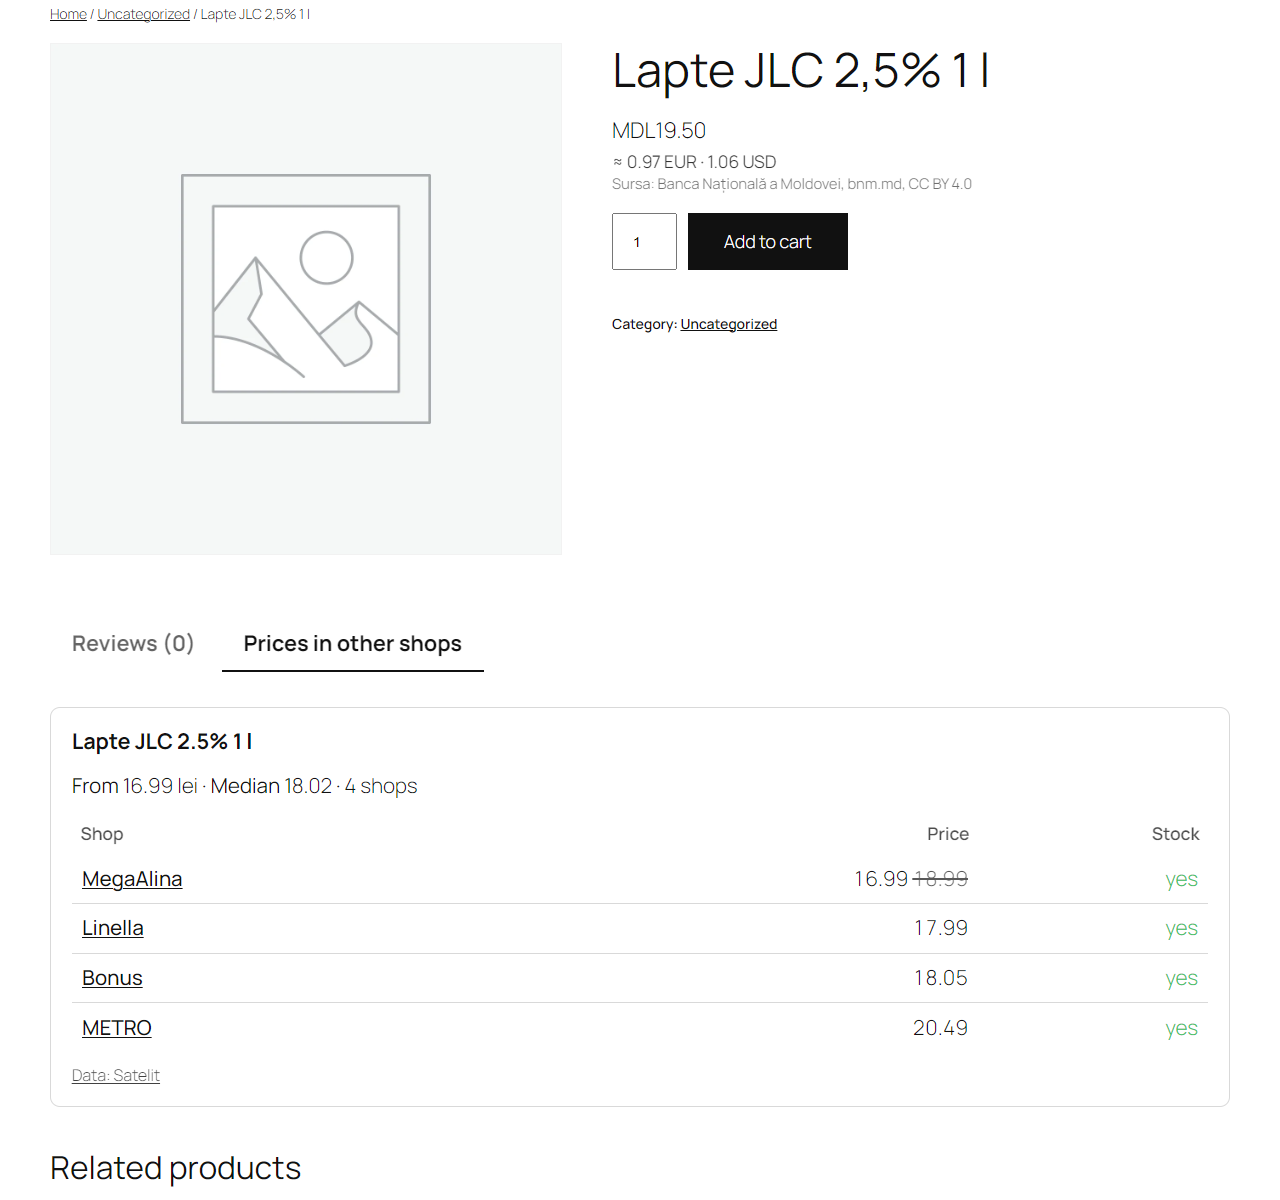 Home / Uncategorized / Lapte JLC 2,5% 1 l
Lapte JLC 2,5% 1 l
MDL19.50
≈ 0.97 EUR · 1.06 USD
Sursa: Banca Națională a Moldovei, bnm.md, CC BY 4.0
1 Add to cart
Category: Uncategorized
Reviews (0) Prices in other shops
Lapte JLC 2.5% 1 l
From 16.99 lei · Median 18.02 · 4 shops
Shop Price Stock
MegaAlina 16.99 18.99 yes
Linella 17.99 yes
Bonus 18.05 yes
METRO 20.49 yes
Data: Satelit
Related products